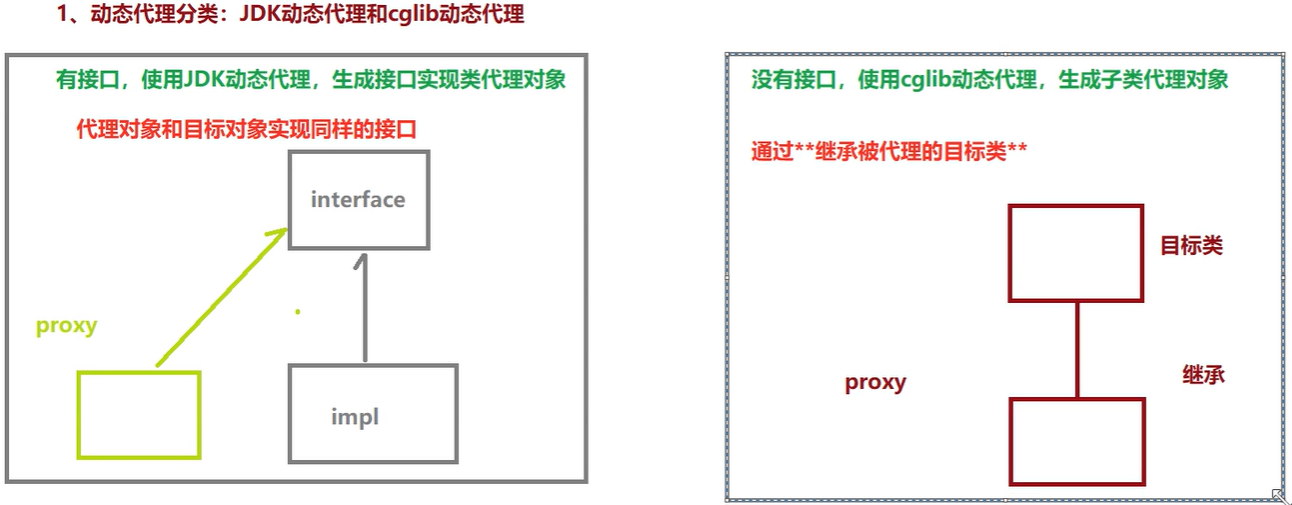 1、动态代理分类：JDK动态代理和cglib动态代理
有接口，使用JDK动态代理，生成接口实现类代理对象
代理对象和目标对象实现同样的接口
interface
proxy
impl
没有接口，使用cglib动态代理，生成子类代理对象
通过**继承被代理的目标类**
目标类
继承
proxy